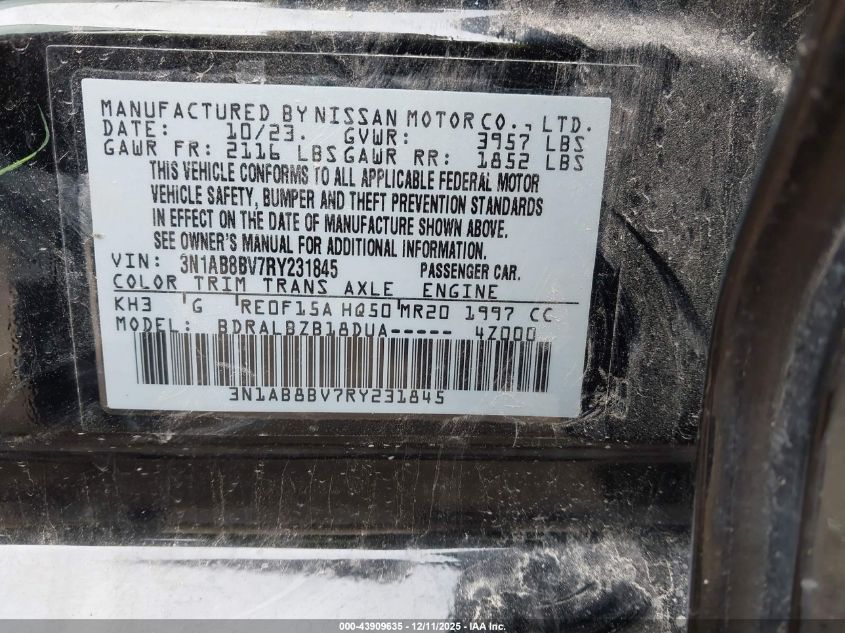 MANUFACTURED BY NISSAN MOTOR CO., LTD.
DATE: 10/23. GVWR: 3957 LBS
GAWR FR: 2116 LBS GAWR RR: 1852 LBS
THIS VEHICLE CONFORMS TO ALL APPLICABLE FEDERAL MOTOR
VEHICLE SAFETY, BUMPER AND THEFT PREVENTION STANDARDS
IN EFFECT ON THE DATE OF MANUFACTURE SHOWN ABOVE.
SEE OWNER'S MANUAL FOR ADDITIONAL INFORMATION.
VIN: 3N1AB8BV7RY231845 PASSENGER CAR.
COLOR TRIM TRANS AXLE ENGINE
KH3 G RE0F15A HQ50 MR20 1997 CC
MODEL: BDRALBZB18DUA----- 4Z000
3N1AB8BV7RY231845
000-43909635 - 12/11/2025 - IAA Inc.